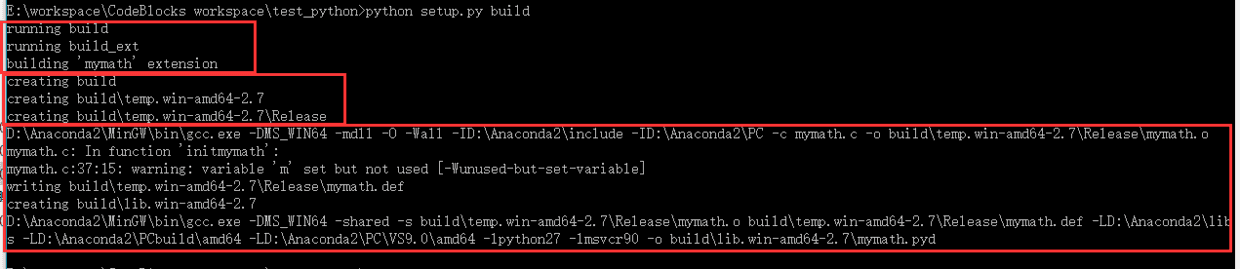 E:\workspace\CodeBlocks workspace\test_python>python setup.py build
running build
running build_ext
building 'mymath' extension
creating build
creating build\temp.win-amd64-2.7
creating build\temp.win-amd64-2.7\Release
D:\Anaconda2\MinGW\bin\gcc.exe -DMS_WIN64 -mdll -O -Wall -ID:\Anaconda2\include -ID:\Anaconda2\PC -c mymath.c -o build\temp.win-amd64-2.7\Release\mymath.o
mymath.c: In function 'initmymath':
mymath.c:37:15: warning: variable 'm' set but not used [-Wunused-but-set-variable]
writing build\temp.win-amd64-2.7\Release\mymath.def
creating build\lib.win-amd64-2.7
D:\Anaconda2\MinGW\bin\gcc.exe -DMS_WIN64 -shared -s build\temp.win-amd64-2.7\Release\mymath.o build\temp.win-amd64-2.7\Release\mymath.def -LD:\Anaconda2\lib
s -LD:\Anaconda2\PCbuild\amd64 -LD:\Anaconda2\PC\VS9.0\amd64 -lpython27 -lmsvcr90 -o build\lib.win-amd64-2.7\mymath.pyd